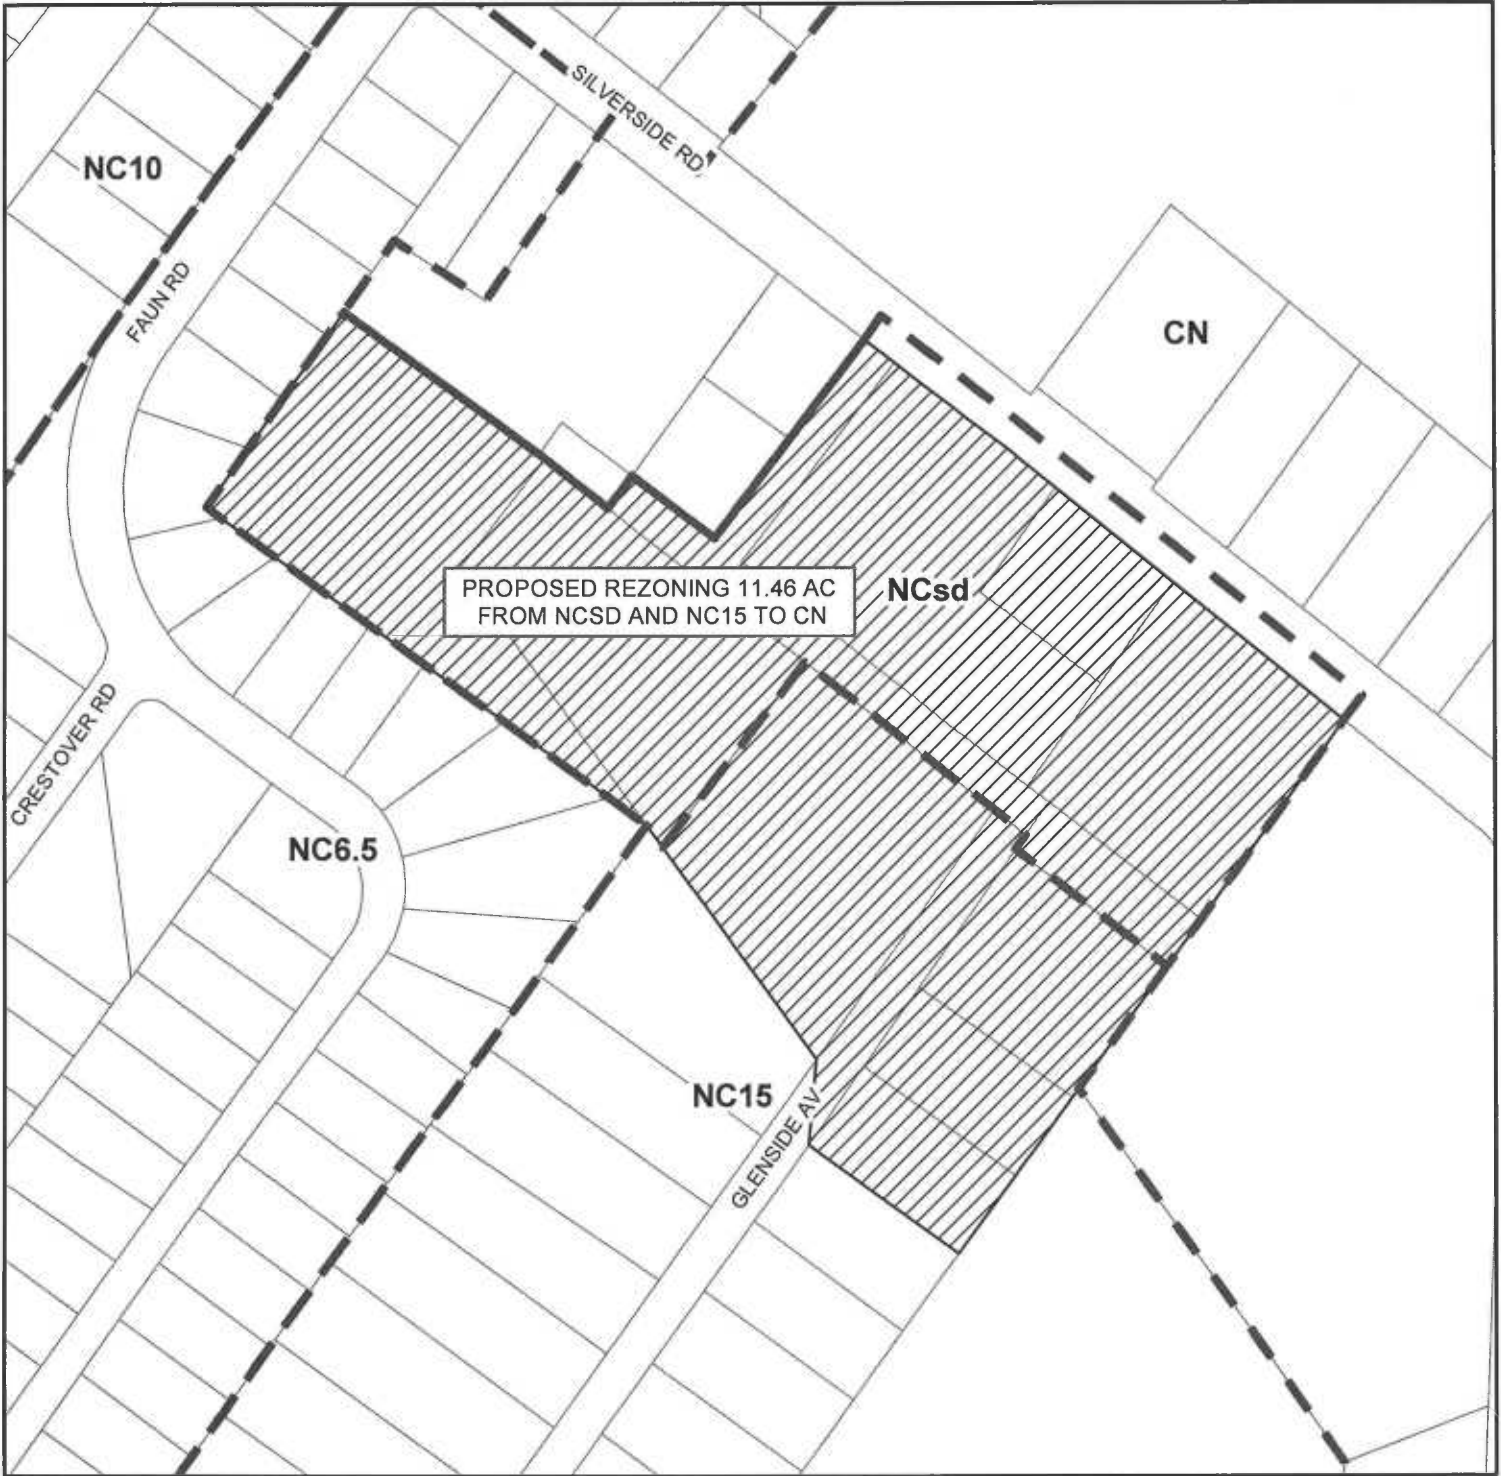 SILVERSIDE RD
NC10
FAUN RD
CN
PROPOSED REZONING 11.46 AC
FROM NCSD AND NC15 TO CN
NCsd
CRESTOVER RD
NC6.5
NC15
GLENSIDE AV